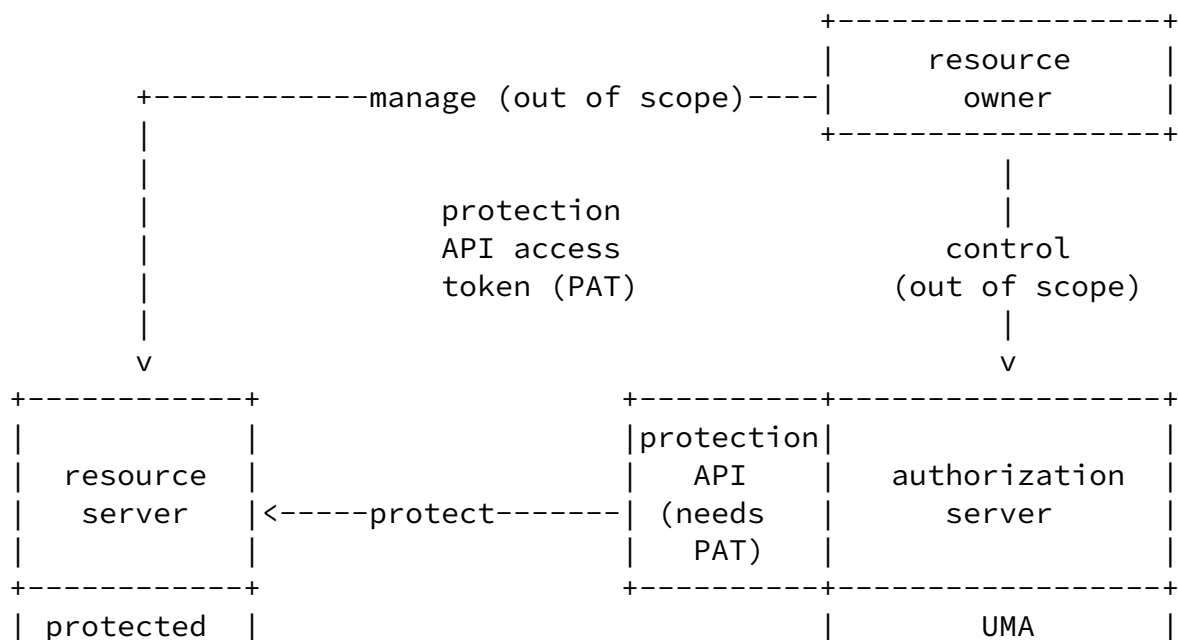 resource
manage (out of scope) owner
protection
API access control
token (PAT) (out of scope)
v v
protection
resource API authorization
server <-----protect-------| (needs server
PAT)
protected UMA